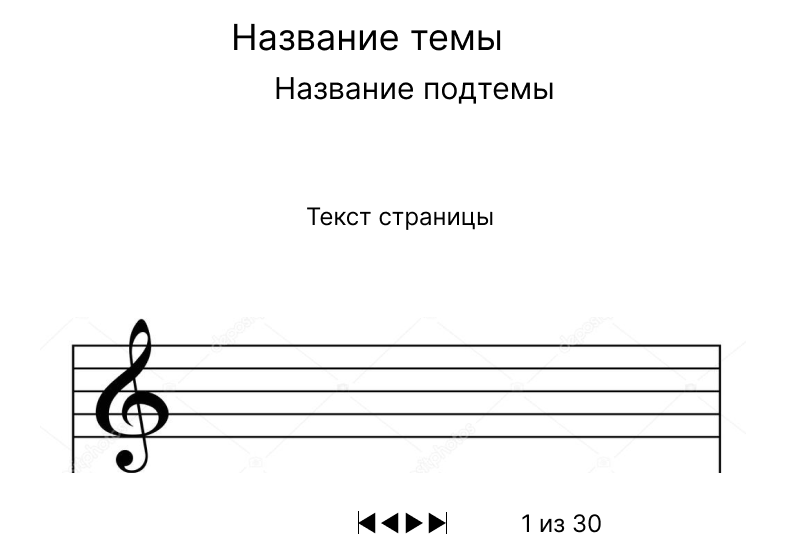 Название темы
Название подтемы
Текст страницы
1 из 30